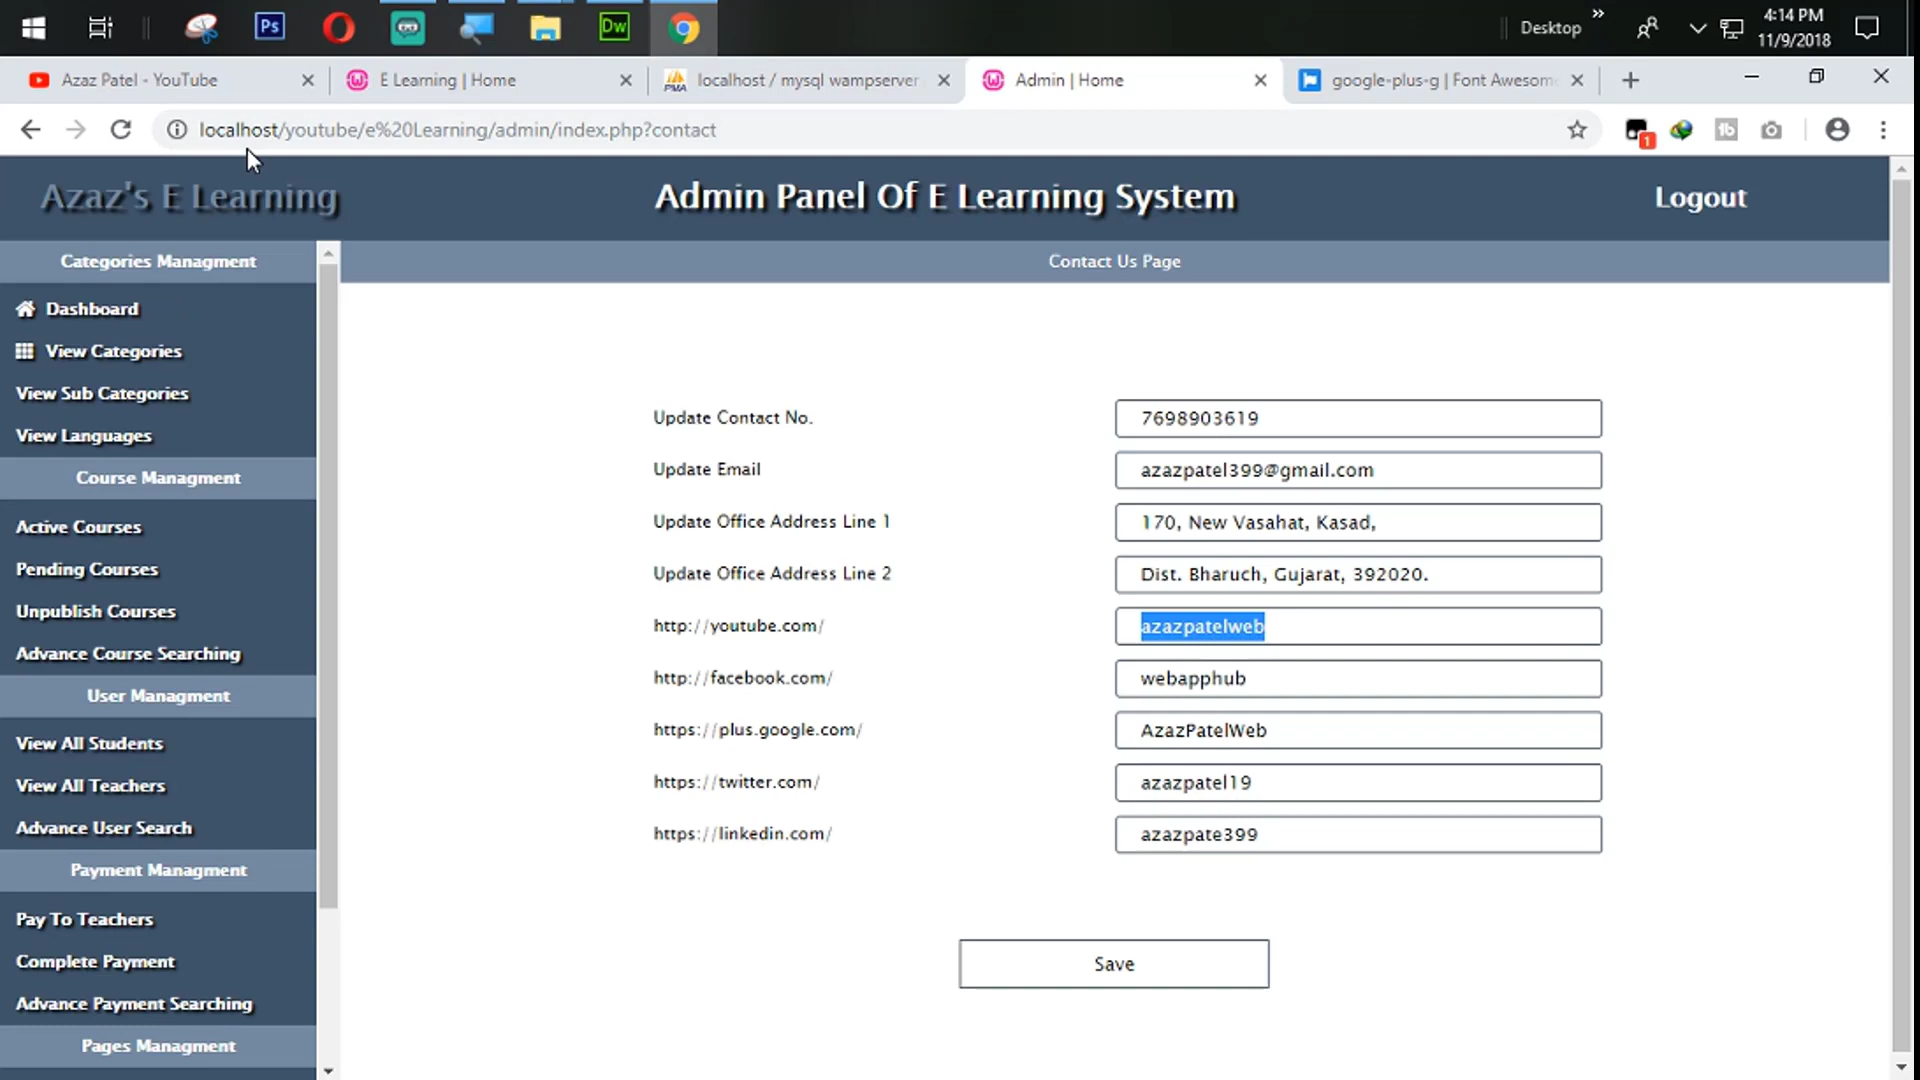 Ps
Dw
Desktop
»
4:14 PM
11/9/2018
Azaz Patel - YouTube
E Learning | Home
PMA
localhost / mysql wampserver
Admin | Home
google-plus-g | Font Awesom
localhost/youtube/e%20Learning/admin/index.php?contact
1
Azaz's E Learning
Admin Panel Of E Learning System
Logout
Categories Managment
Contact Us Page
Dashboard
View Categories
View Sub Categories
View Languages
Course Managment
Active Courses
Pending Courses
Unpublish Courses
Advance Course Searching
User Managment
View All Students
View All Teachers
Advance User Search
Payment Managment
Pay To Teachers
Complete Payment
Advance Payment Searching
Pages Managment
Update Contact No.
7698903619
Update Email
azazpatel399@gmail.com
Update Office Address Line 1
170, New Vasahat, Kasad,
Update Office Address Line 2
Dist. Bharuch, Gujarat, 392020.
http://youtube.com/
azazpatelweb
http://facebook.com/
webapphub
https://plus.google.com/
AzazPatelWeb
https://twitter.com/
azazpatel19
https://linkedin.com/
azazpate399
Save